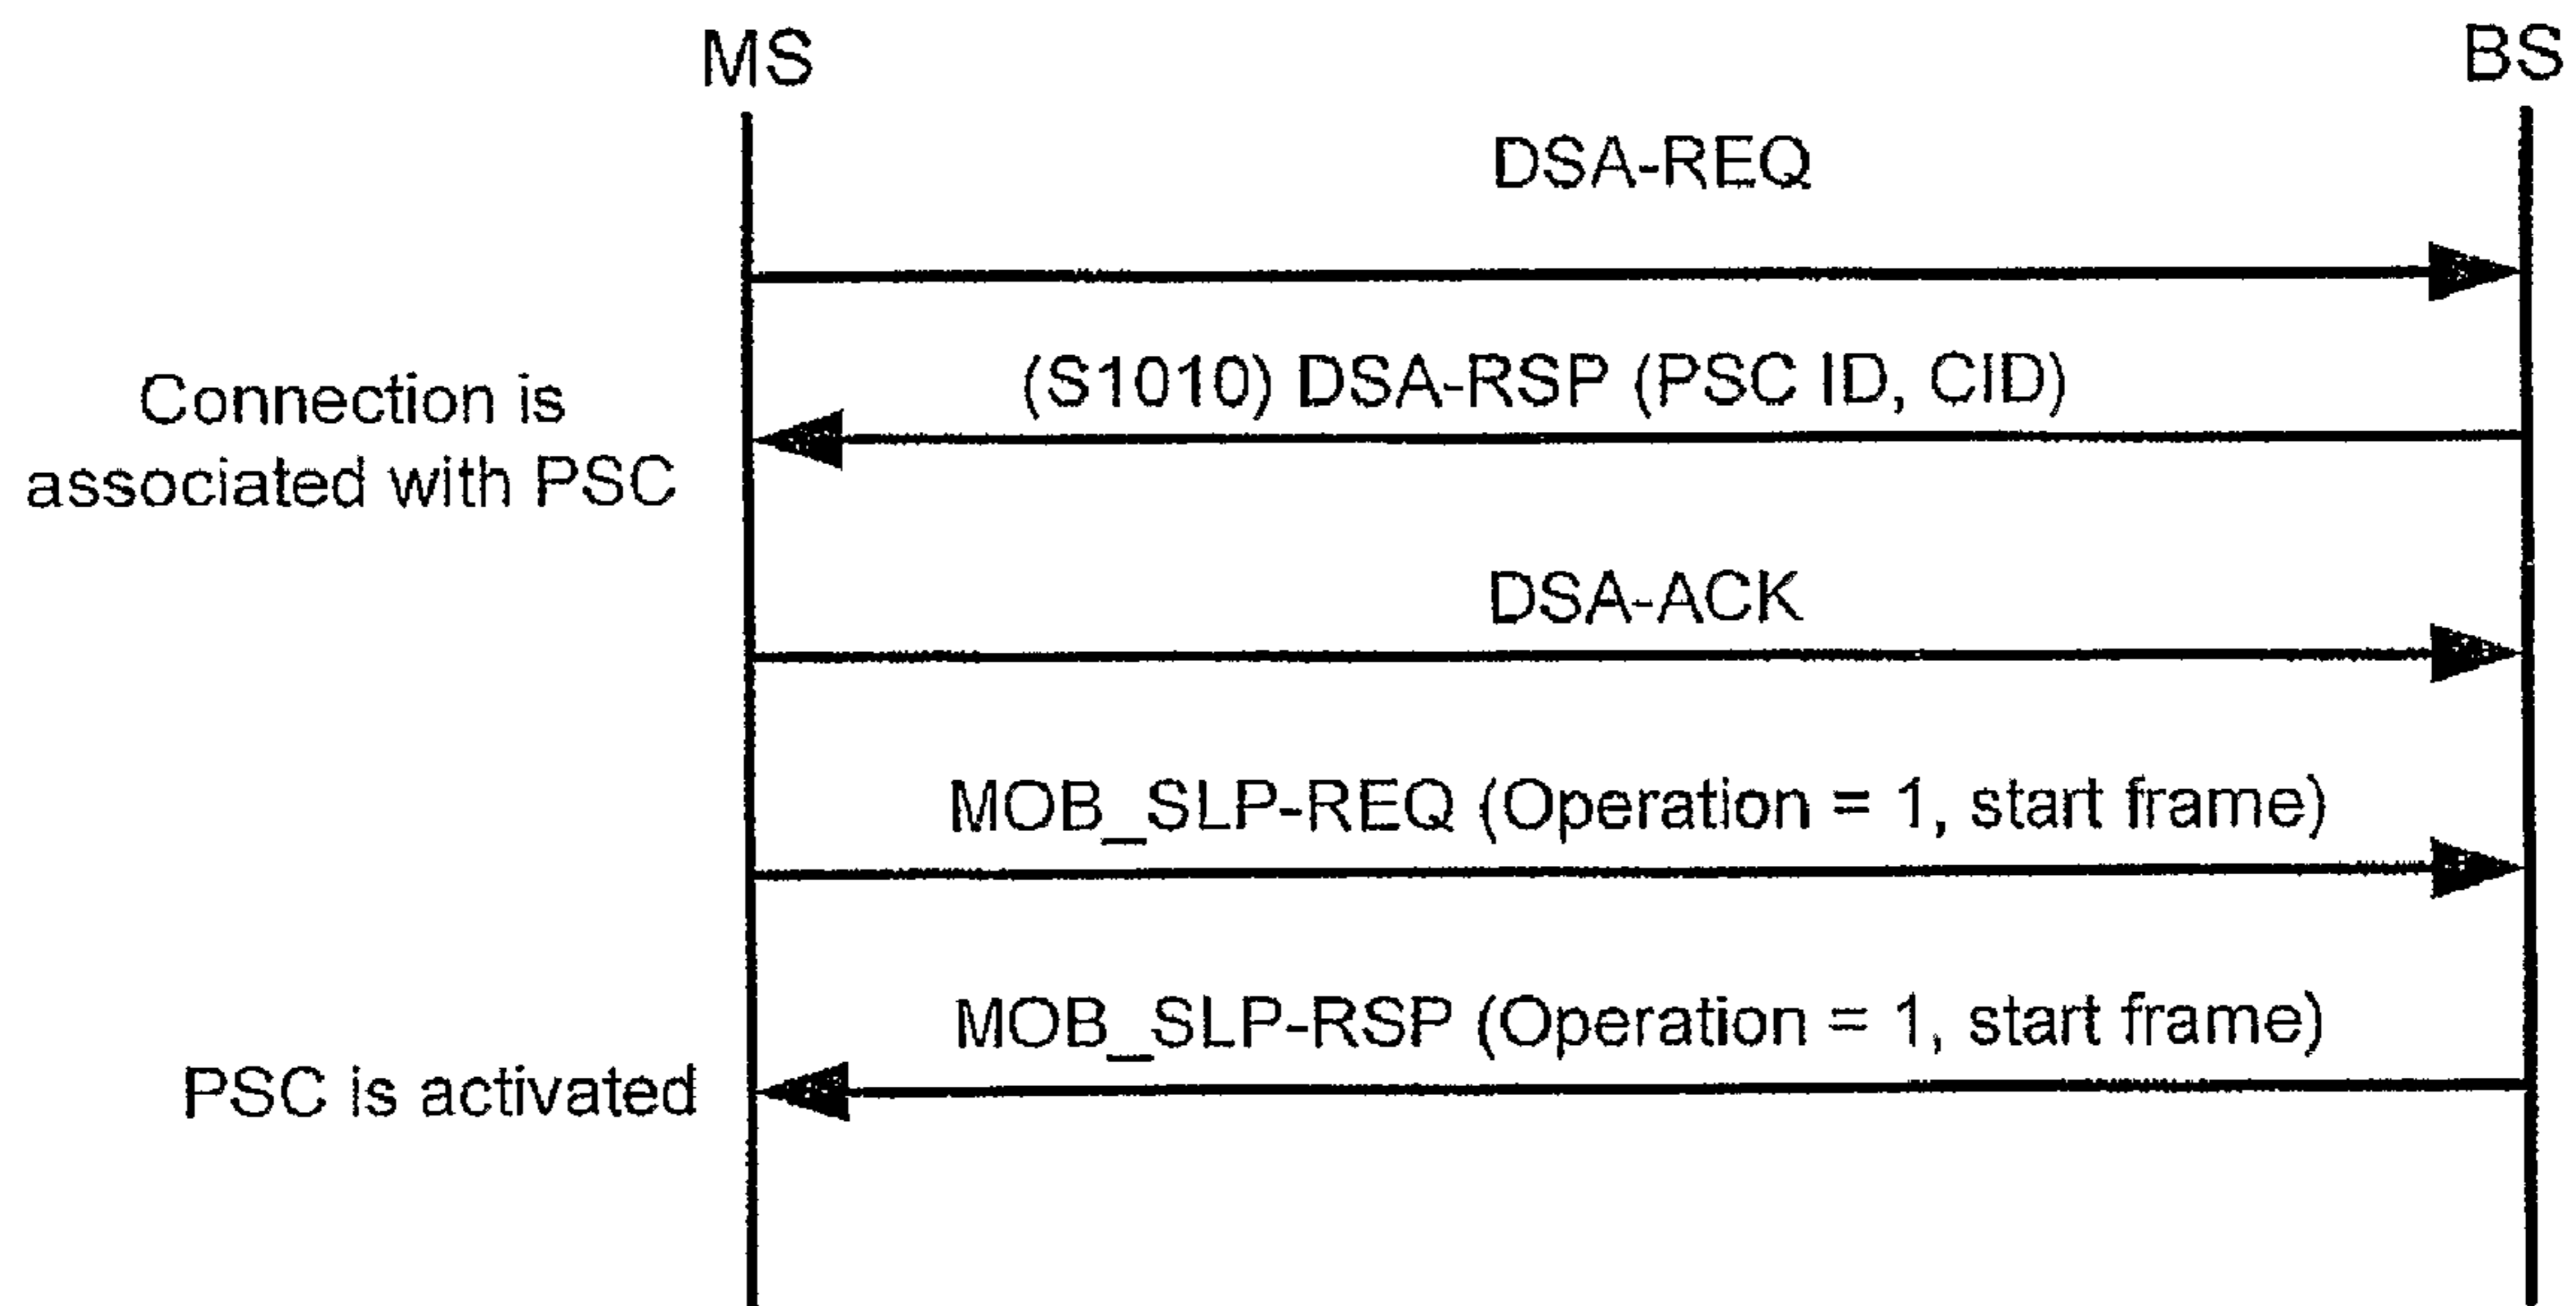 MS
BS
DSA-REQ
(S1010) DSA-RSP (PSC ID, CID)
Connection is
associated with PSC
DSA-ACK
MOB_SLP-REQ (Operation = 1, start frame)
MOB_SLP-RSP (Operation = 1, start frame)
PSC is activated